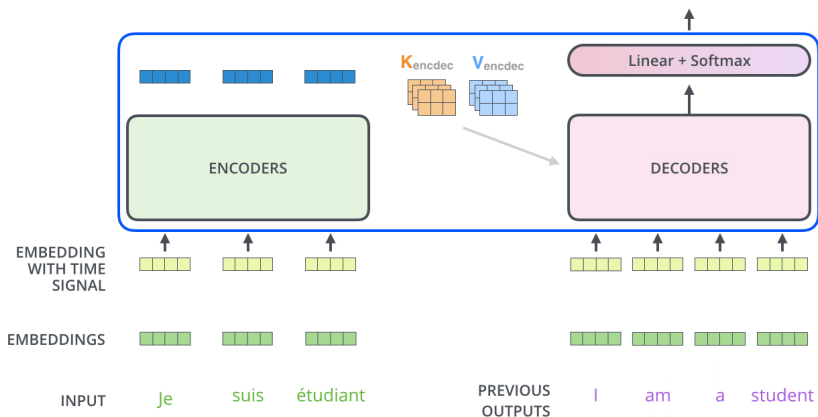 Kencdec Vencdec
Linear + Softmax
ENCODERS
DECODERS
EMBEDDING
WITH TIME
SIGNAL
EMBEDDINGS
INPUT
Je suis étudiant
PREVIOUS
OUTPUTS
I am a student